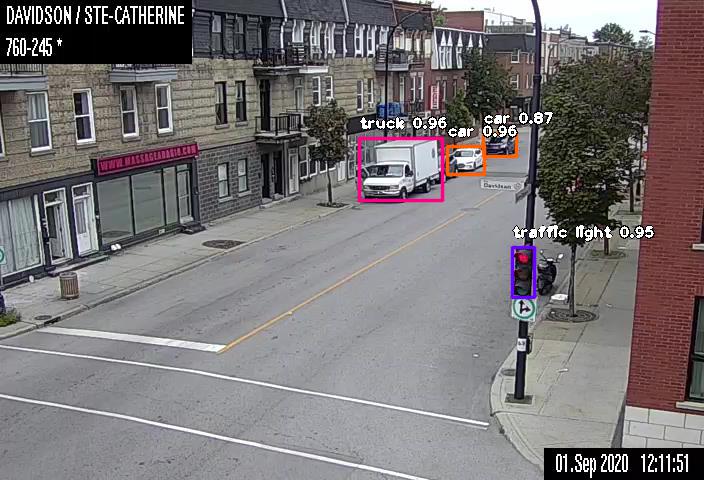 DAVIDSON / STE-CATHERINE
760-245 *
truck 0.96
car 0.87
car 0.96
Davidson
WWW.MASSAGEADAGIO.COM
traffic light 0.95
01.Sep 2020 12:11:51